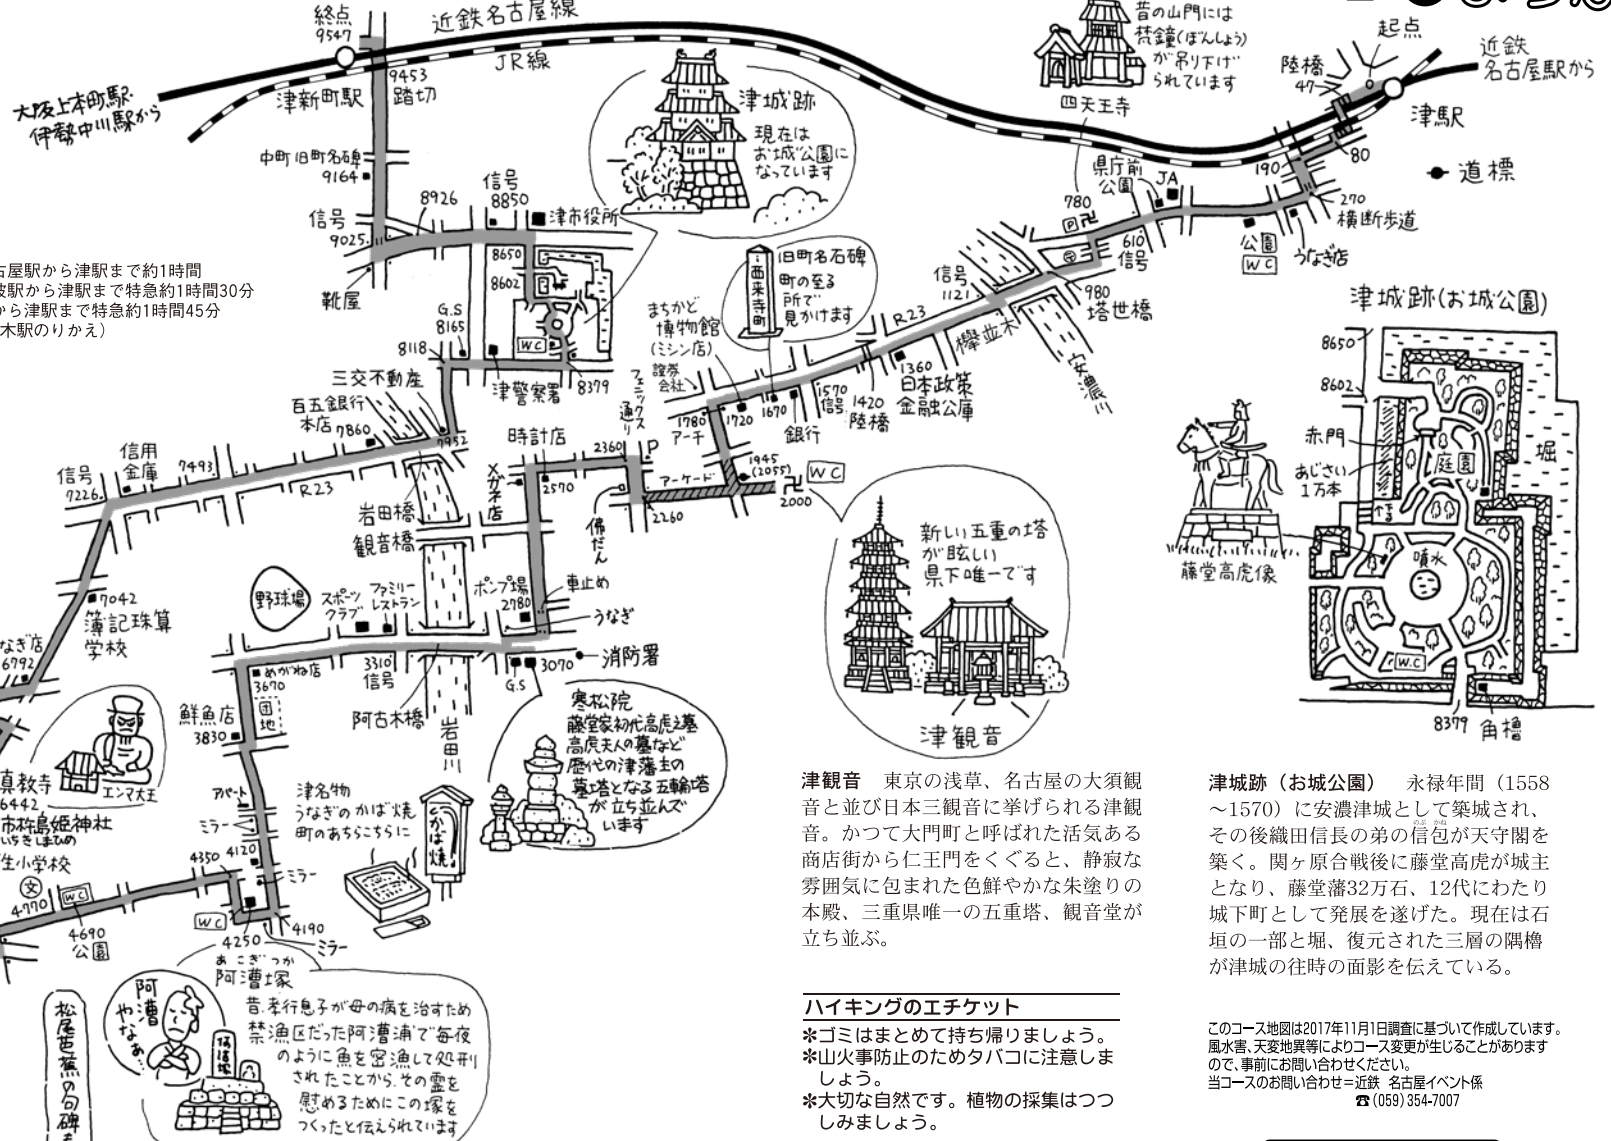 終点
9547
近鉄名古屋線
JR線
大阪上本町駅・
伊勢中川駅から
津新町駅
9453
踏切
中町旧町名碑
9164
8926
信号
8850
津市役所
信号
9025
靴屋
8650
8602
WC
津城跡
現在は
お城公園に
なっています
昔の山門には
梵鐘(ぼんしょう)
が吊り下げ
られています
四天王寺
起点
陸橋
47
近鉄
名古屋駅から
津駅
80
190
道標
270
横断歩道
県庁前
公園
JA
公園
WC
うなぎ店
780
P
610
信号
980
塔世橋
信号
1121
欅並木
安濃川
R23
1360
日本政策
金融公庫
1420
陸橋
1570
信号
銀行
1670
1720
1780
アーチ
旧町名石碑
町の至る
所で
見かけます
西来寺町
まちかど
博物館
(ミシン店)
證券
会社
フェニックス
通り
古屋駅から津駅まで約1時間
阪駅から津駅まで特急約1時間30分
から津駅まで特急約1時間45分
木駅のりかえ）
G.S
8165
8118
津警察署
8379
三交不動産
百五銀行
本店
7860
7952
信用
金庫
7493
信号
7226
R23
岩田橋
観音橋
時計店
2360
P
メガネ店
2570
アーケード
2260
佛だん
1945
(2055)
WC
2000
7042
簿記珠算
学校
なぎ店
6792
野球場
スポーツ
クラブ
ファミリー
レストラン
ポンプ場
2780
車止め
うなぎ
消防署
3070
G.S
めがね店
3670
3310
信号
阿古木橋
岩田川
団地
鮮魚店
3830
真教寺
6442
エンマ大王
市杵島姫神社
いちきしまひめ
生小学校
文
4770
WC
4690
公園
アパート
ミラー
4350
4120
ミラー
WC
4250
4190
ミラー
あこぎつか
阿漕塚
津名物
うなぎのかば焼
町のあちらこちらに
かば焼
寒松院
藤堂家初代高虎之墓
高虎夫人の墓など
歴代の津藩主の
墓塔となる五輪塔
が立ち並んで
います
阿漕
やなぁ…
昔、孝行息子が母の病を治すため
禁漁区だった阿漕浦で毎夜
のように魚を密漁して処刑
されたことから、その霊を
慰めるためにこの塚を
つくったと伝えられています
松尾芭蕉の句碑も
新しい五重の塔
が眩しい
県下唯一です
津観音
津城跡(お城公園)
8650
8602
赤門
あじさい
1万本
庭園
堀
噴水
WC
8379
角櫓
藤堂高虎像
津観音　東京の浅草、名古屋の大須観
音と並び日本三観音に挙げられる津観
音。かつて大門町と呼ばれた活気ある
商店街から仁王門をくぐると、静寂な
雰囲気に包まれた色鮮やかな朱塗りの
本殿、三重県唯一の五重塔、観音堂が
立ち並ぶ。
ハイキングのエチケット
✻ゴミはまとめて持ち帰りましょう。
✻山火事防止のためタバコに注意しま
しょう。
✻大切な自然です。植物の採集はつつ
しみましょう。
津城跡（お城公園）　永禄年間（1558
～1570）に安濃津城として築城され、
その後織田信長の弟の信包が天守閣を
のぶ かね
築く。関ヶ原合戦後に藤堂高虎が城主
となり、藤堂藩32万石、12代にわたり
城下町として発展を遂げた。現在は石
垣の一部と堀、復元された三層の隅櫓
が津城の往時の面影を伝えている。
このコース地図は2017年11月1日調査に基づいて作成しています。
風水害、天変地異等によりコース変更が生じることがあります
ので、事前にお問い合わせください。
当コースのお問い合わせ＝近鉄 名古屋イベント係
☎(059)354-7007